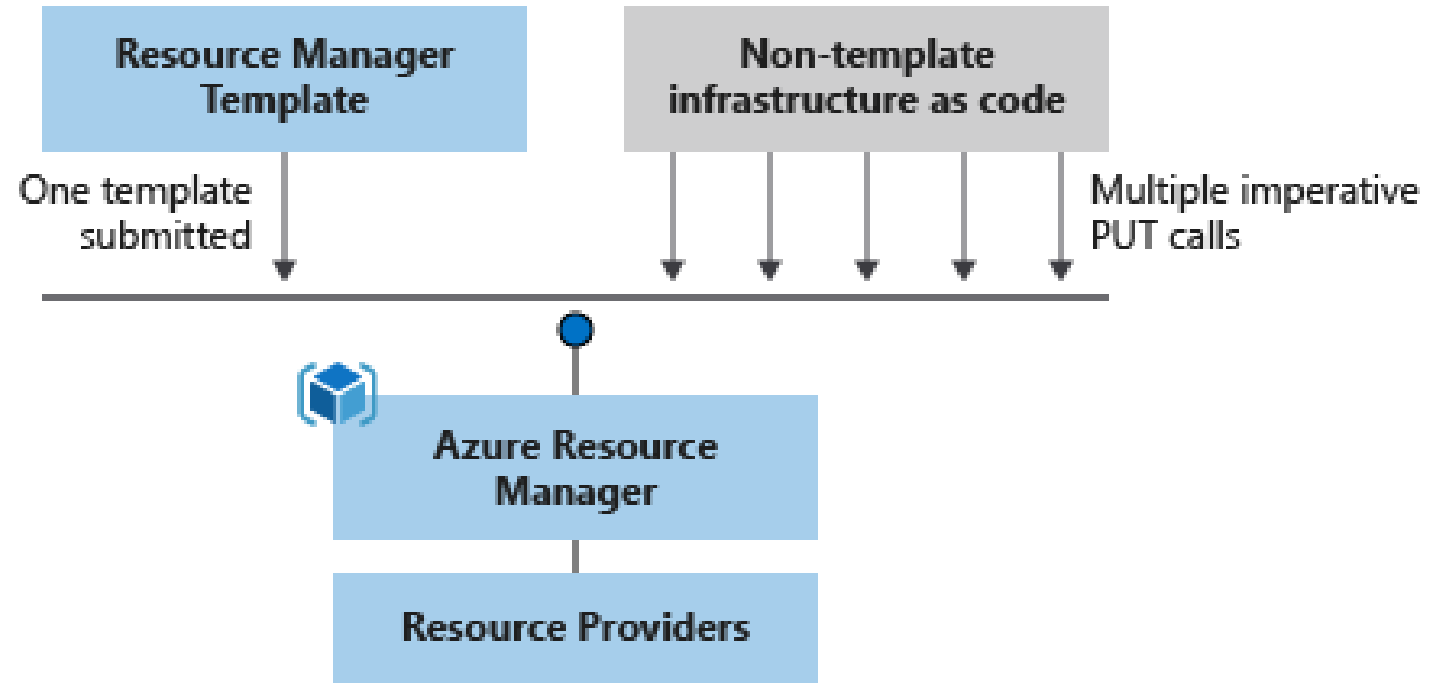 Resource Manager
Template
Non-template
infrastructure as code
One template
submitted
Multiple imperative
PUT calls
Azure Resource
Manager
Resource Providers